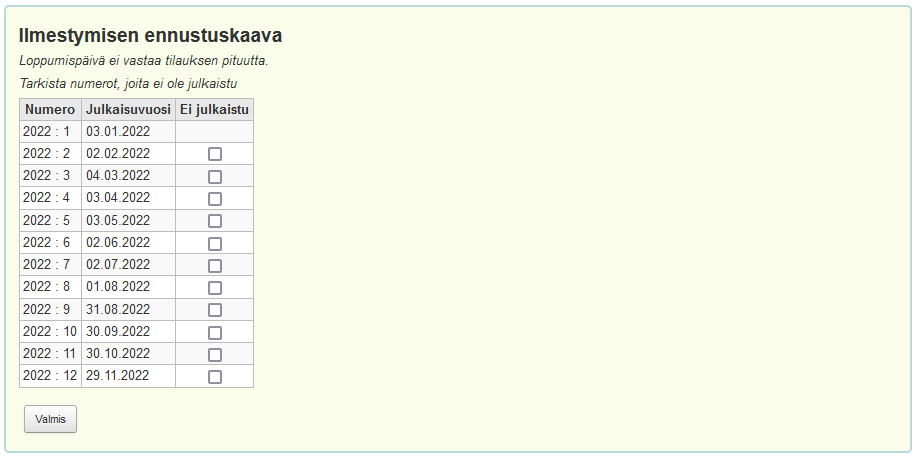 Ilmestymisen ennustuskaava
Loppumispäivä ei vastaa tilauksen pituutta.
Tarkista numerot, joita ei ole julkaistu
Numero Julkaisuvuosi Ei julkaistu
2022 : 1 03.01.2022
2022 : 2 02.02.2022
2022 : 3 04.03.2022
2022 : 4 03.04.2022
2022 : 5 03.05.2022
2022 : 6 02.06.2022
2022 : 7 02.07.2022
2022 : 8 01.08.2022
2022 : 9 31.08.2022
2022 : 10 30.09.2022
2022 : 11 30.10.2022
2022 : 12 29.11.2022
Valmis